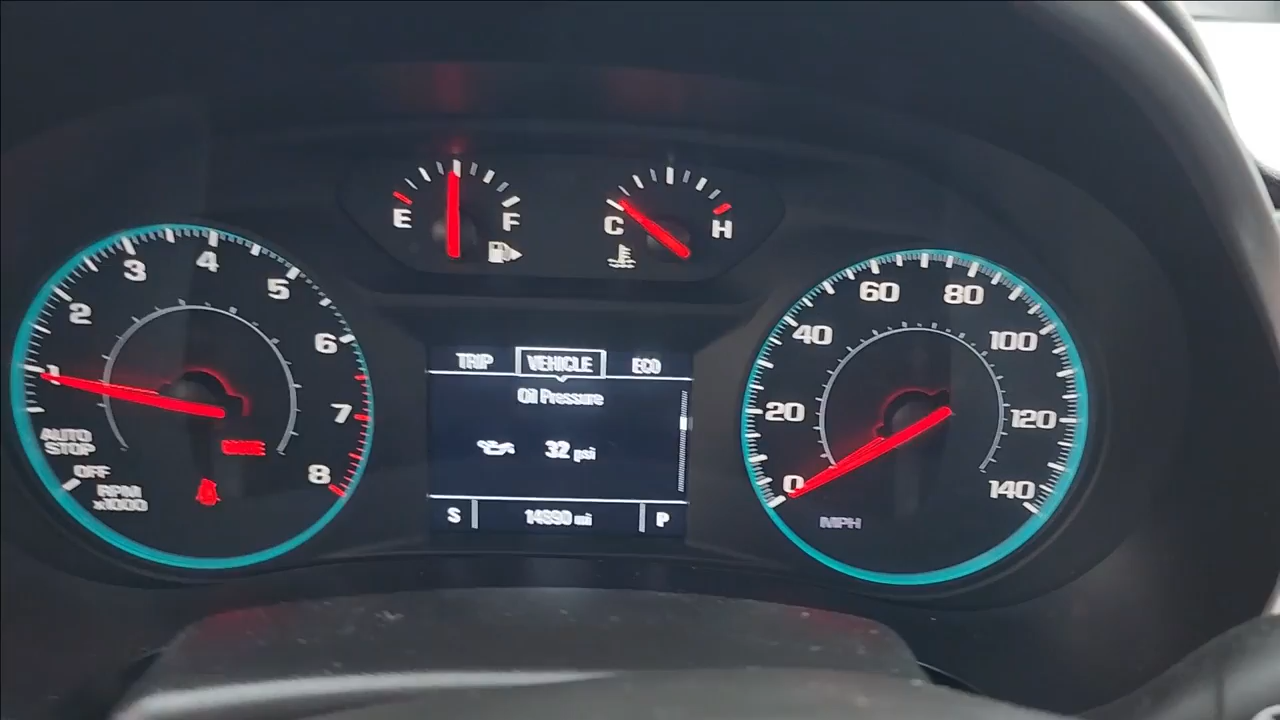 E F
C H
1 2 3 4 5 6 7 8
AUTO
STOP
OFF
RPM
x1000
TRIP VEHICLE ECO
Oil Pressure
32 psi
S 14890 mi P
0 20 40 60 80 100 120 140
MPH